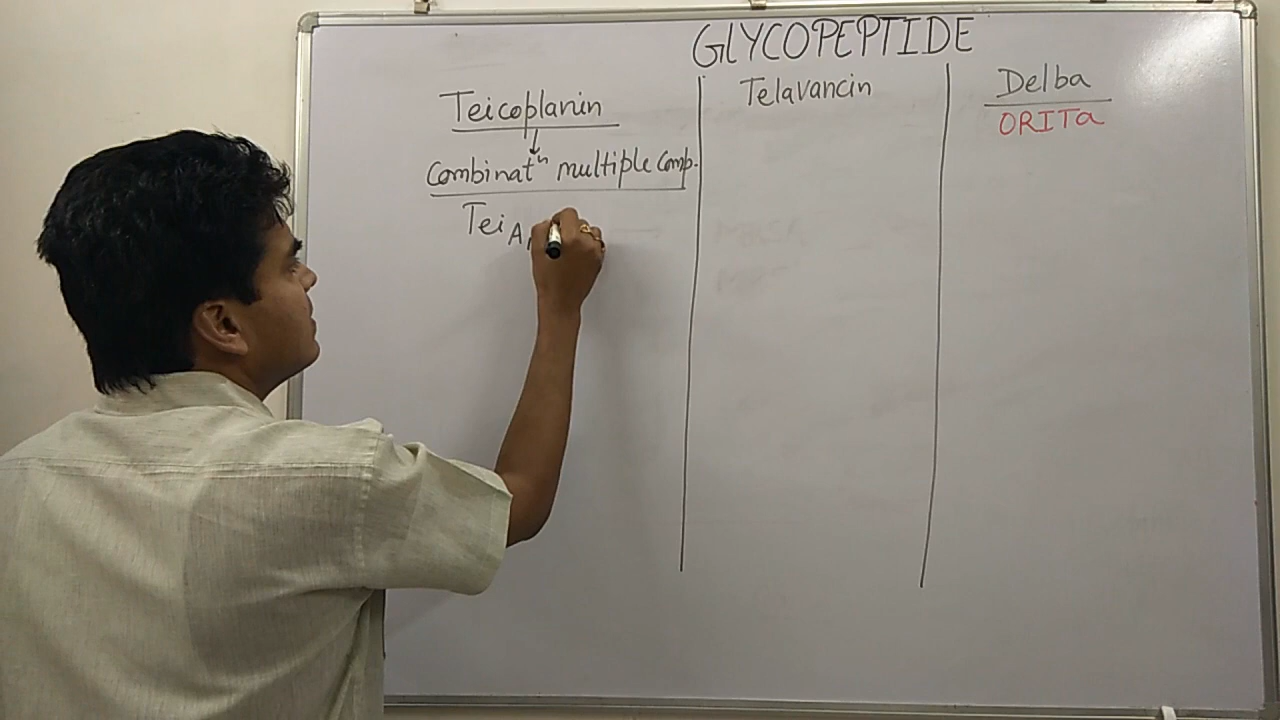 GLYCOPEPTIDE
Teicoplanin
↓
Combinatⁿ multiple Comp.
Tei A
Telavancin
Delba
ORITa